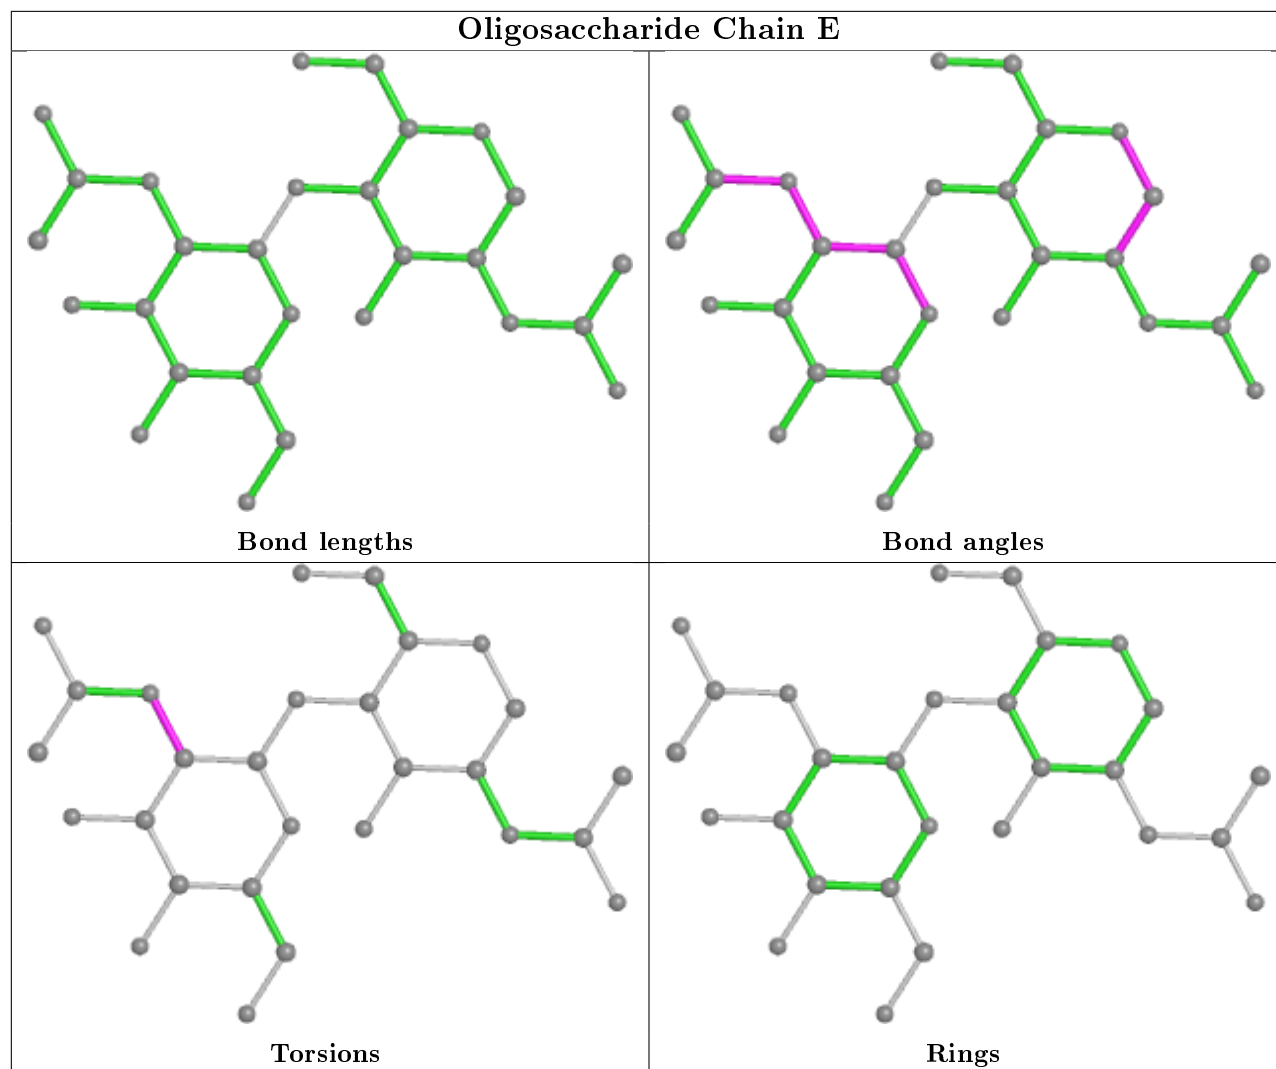 Oligosaccharide Chain E
Bond lengths
Bond angles
Torsions
Rings